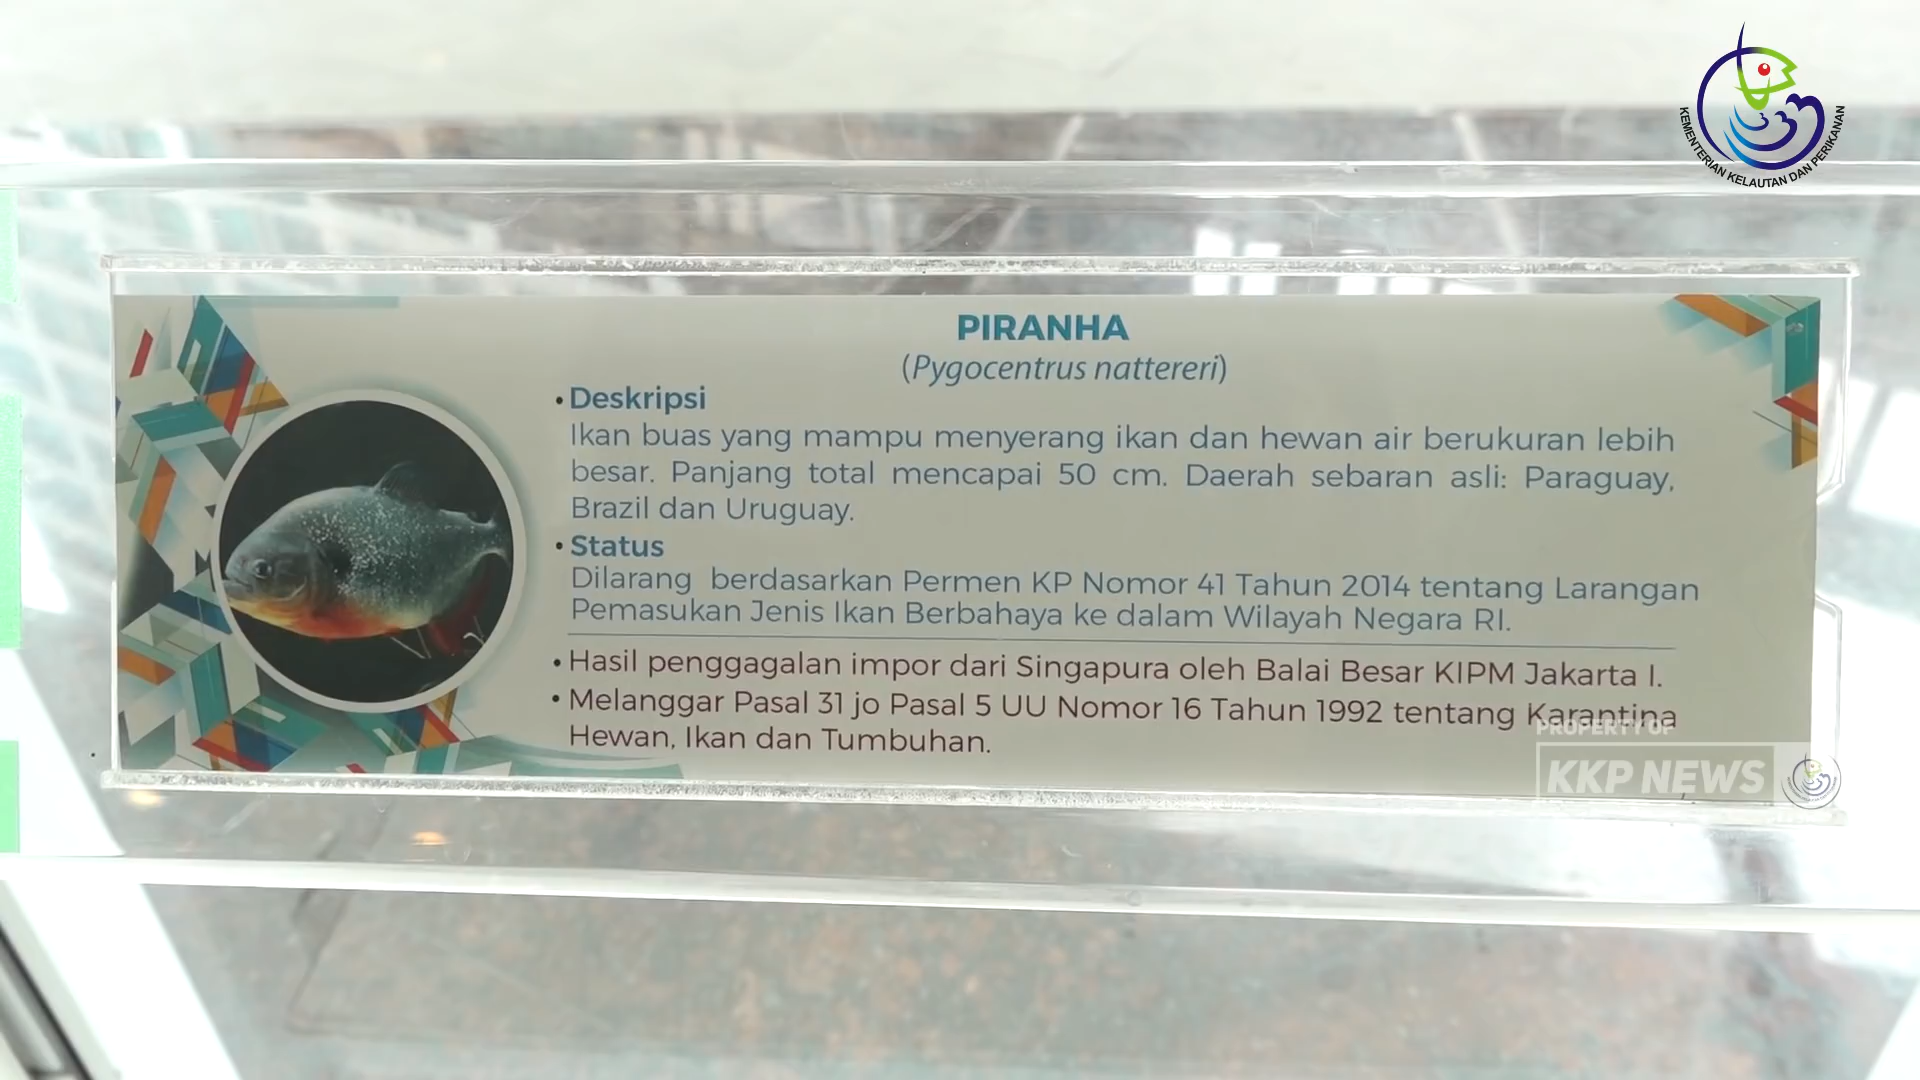 KEMENTERIAN KELAUTAN DAN PERIKANAN
PIRANHA
(Pygocentrus nattereri)
• Deskripsi
Ikan buas yang mampu menyerang ikan dan hewan air berukuran lebih
besar. Panjang total mencapai 50 cm. Daerah sebaran asli: Paraguay,
Brazil dan Uruguay.
• Status
Dilarang berdasarkan Permen KP Nomor 41 Tahun 2014 tentang Larangan
Pemasukan Jenis Ikan Berbahaya ke dalam Wilayah Negara RI.
• Hasil penggagalan impor dari Singapura oleh Balai Besar KIPM Jakarta I.
• Melanggar Pasal 31 jo Pasal 5 UU Nomor 16 Tahun 1992 tentang Karantina
Hewan, Ikan dan Tumbuhan.
PROPERTY OF
KKP NEWS